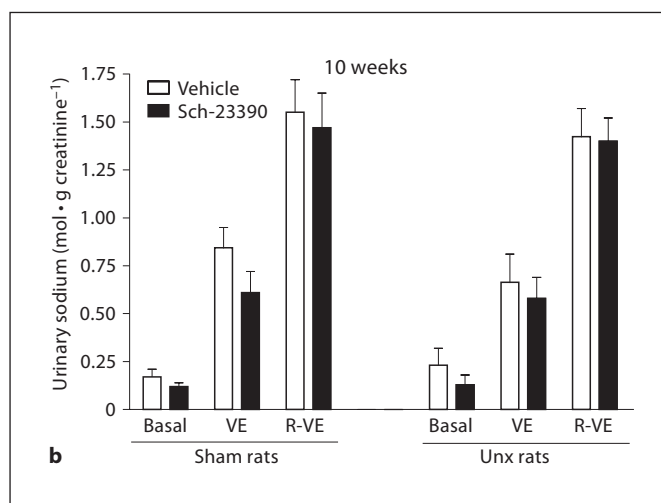 10 weeks
Vehicle
Sch-23390
Urinary sodium (mol • g creatinine⁻¹)
1.75
1.50
1.25
1.00
0.75
0.50
0.25
0
Basal VE R-VE Basal VE R-VE
Sham rats Unx rats
b